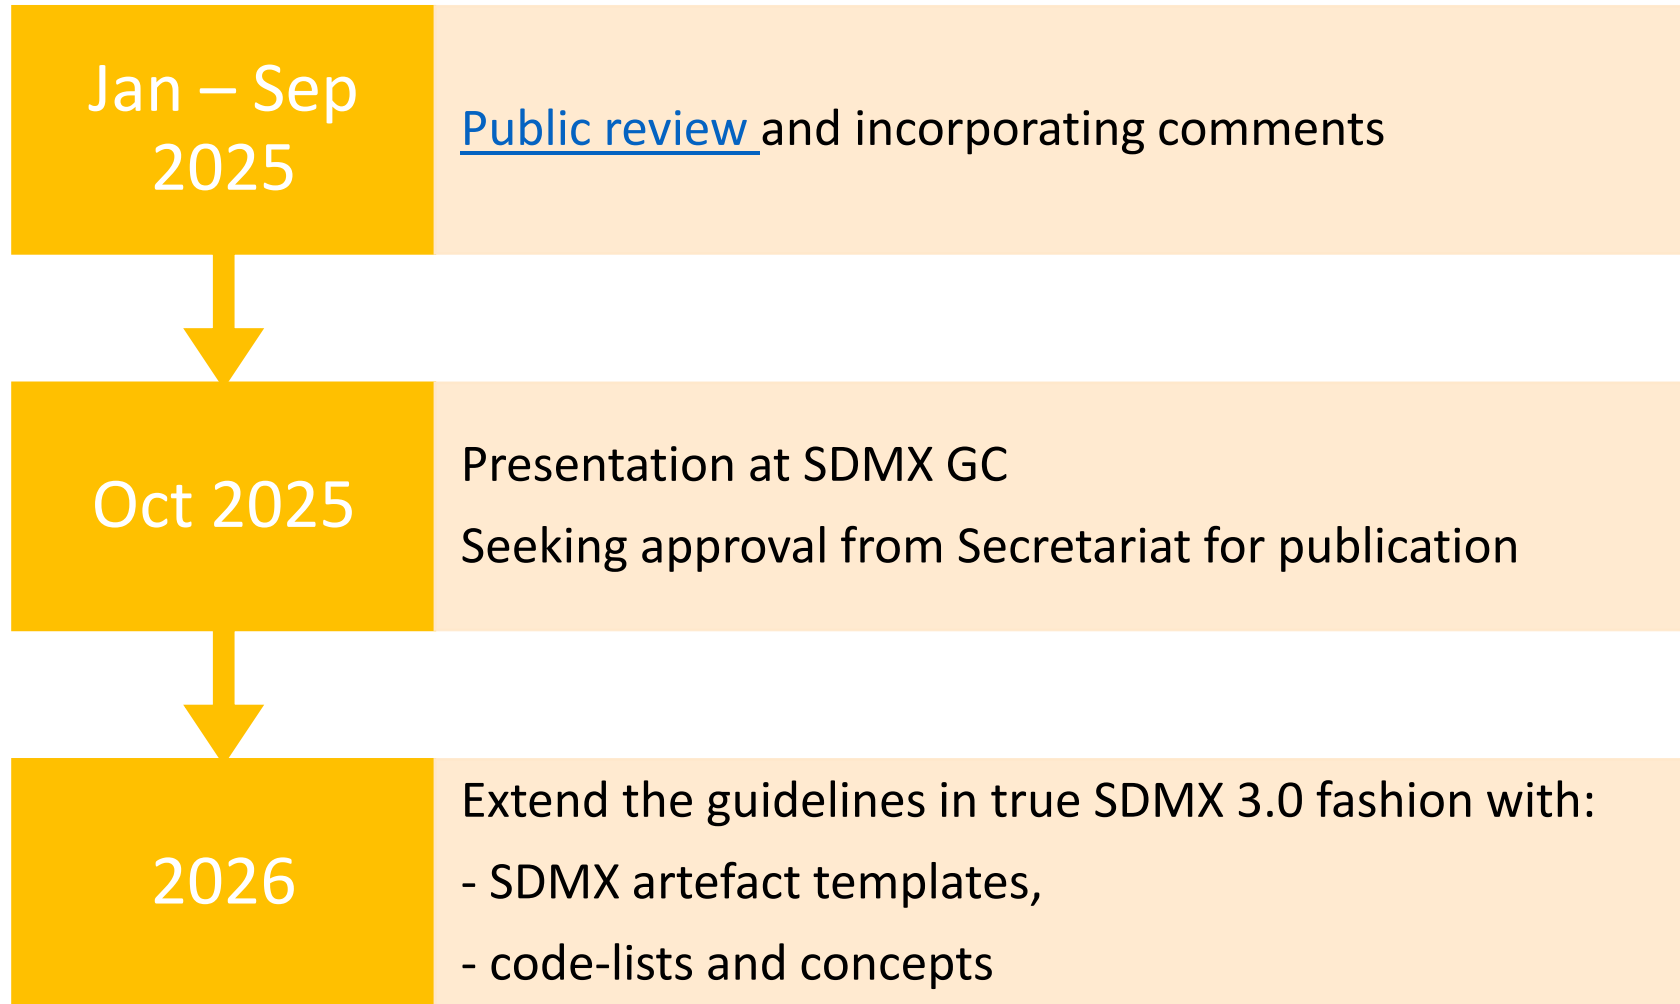 Jan – Sep
2025
Public review and incorporating comments
Oct 2025
Presentation at SDMX GC
Seeking approval from Secretariat for publication
2026
Extend the guidelines in true SDMX 3.0 fashion with:
- SDMX artefact templates,
- code-lists and concepts